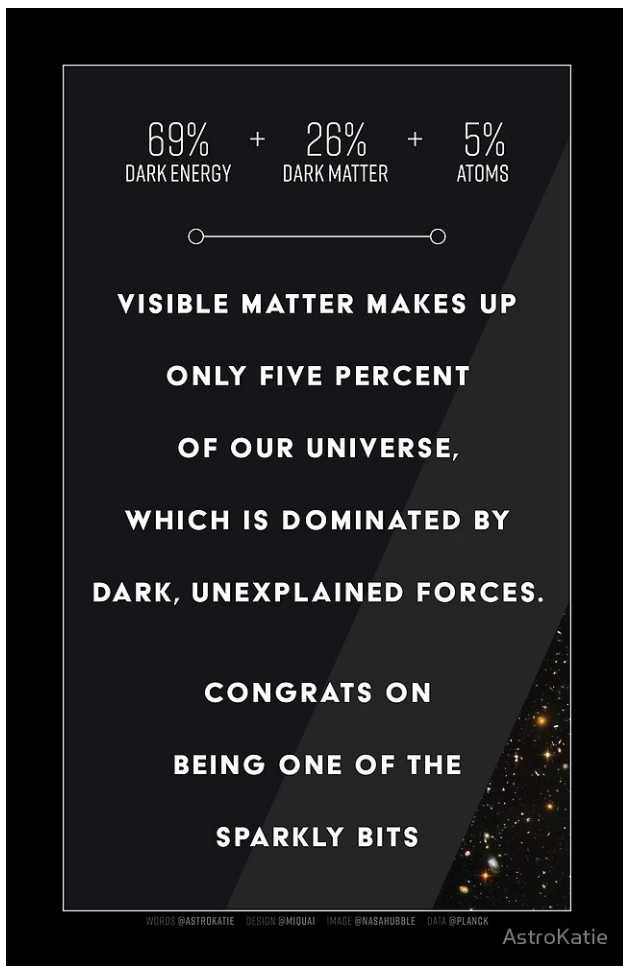 69% + 26% + 5%
DARK ENERGY DARK MATTER ATOMS
VISIBLE MATTER MAKES UP
ONLY FIVE PERCENT
OF OUR UNIVERSE,
WHICH IS DOMINATED BY
DARK, UNEXPLAINED FORCES.
CONGRATS ON
BEING ONE OF THE
SPARKLY BITS
WORDS @ASTROKATIE DESIGN @MIQUAI IMAGE @NASAHUBBLE DATA @PLANCK
AstroKatie